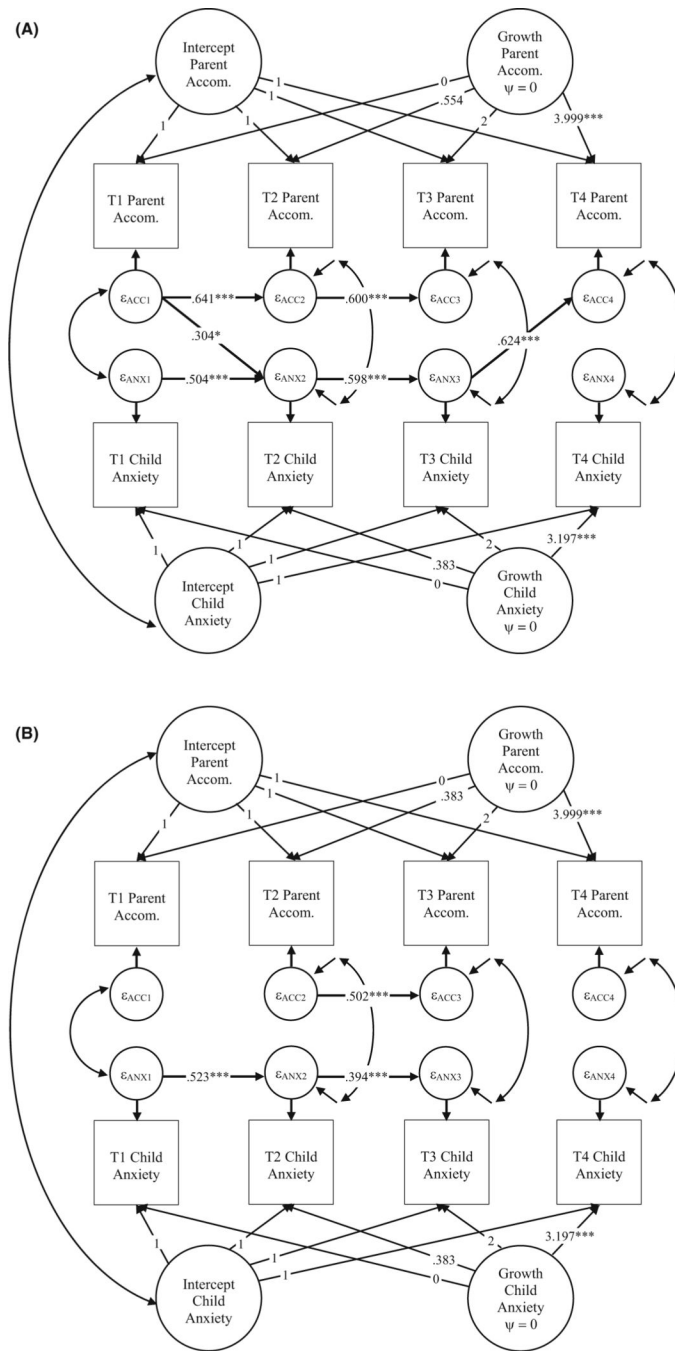 (A)
Intercept
Parent
Accom.
Growth
Parent
Accom.
ψ = 0
1
1
1
1
0
.554
2
3.999***
T1 Parent
Accom.
T2 Parent
Accom.
T3 Parent
Accom.
T4 Parent
Accom.
εACC1
.641***
εACC2
.600***
εACC3
εACC4
.304*
.624***
εANX1
.504***
εANX2
.598***
εANX3
εANX4
T1 Child
Anxiety
T2 Child
Anxiety
T3 Child
Anxiety
T4 Child
Anxiety
1
1
1
1
0
.383
2
3.197***
Intercept
Child
Anxiety
Growth
Child
Anxiety
ψ = 0
(B)
Intercept
Parent
Accom.
Growth
Parent
Accom.
ψ = 0
1
1
1
1
0
.383
2
3.999***
T1 Parent
Accom.
T2 Parent
Accom.
T3 Parent
Accom.
T4 Parent
Accom.
εACC1
εACC2
.502***
εACC3
εACC4
εANX1
.523***
εANX2
.394***
εANX3
εANX4
T1 Child
Anxiety
T2 Child
Anxiety
T3 Child
Anxiety
T4 Child
Anxiety
1
1
1
1
0
.383
2
3.197***
Intercept
Child
Anxiety
Growth
Child
Anxiety
ψ = 0